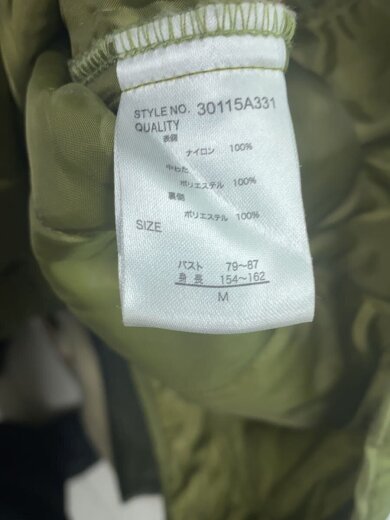 STYLE NO. 30115A331
QUALITY
表側
ナイロン 100%
中わた
ポリエステル 100%
裏側
ポリエステル 100%
SIZE
バスト 79～87
身長 154～162
M